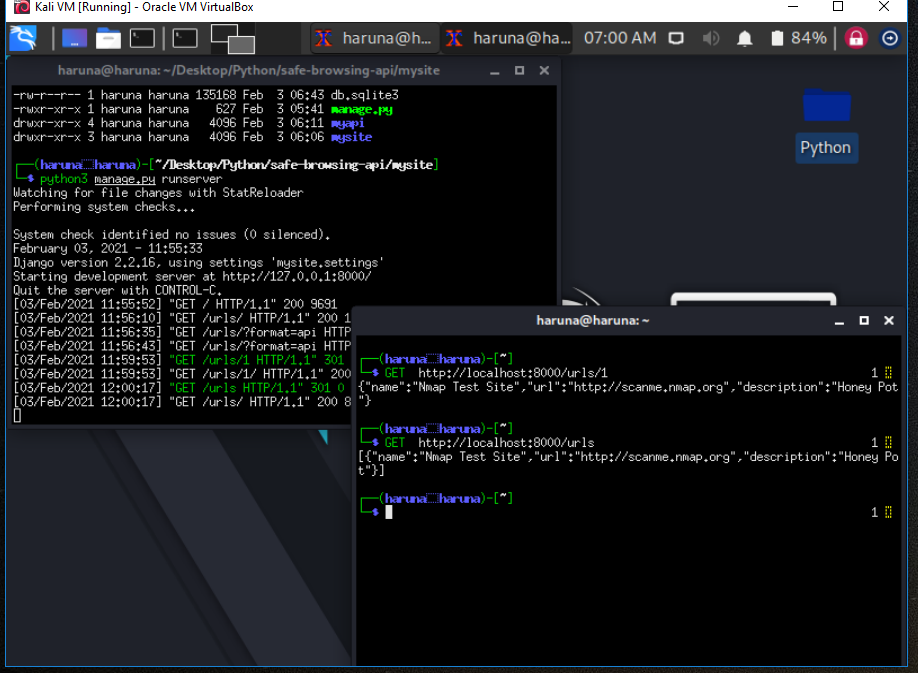 Kali VM [Running] - Oracle VM VirtualBox
haruna@h... haruna@ha... 07:00 AM 84%
haruna@haruna: ~/Desktop/Python/safe-browsing-api/mysite
-rw-r--r-- 1 haruna haruna 135168 Feb  3 06:43 db.sqlite3
-rwxr-xr-x 1 haruna haruna    627 Feb  3 05:41 manage.py
drwxr-xr-x 4 haruna haruna   4096 Feb  3 06:11 myapi
drwxr-xr-x 3 haruna haruna   4096 Feb  3 06:06 mysite
Python
(haruna haruna)-[~/Desktop/Python/safe-browsing-api/mysite]
$ python3 manage.py runserver
Watching for file changes with StatReloader
Performing system checks...
System check identified no issues (0 silenced).
February 03, 2021 - 11:55:33
Django version 2.2.16, using settings 'mysite.settings'
Starting development server at http://127.0.0.1:8000/
Quit the server with CONTROL-C.
[03/Feb/2021 11:55:52] "GET / HTTP/1.1" 200 9691
[03/Feb/2021 11:56:10] "GET /urls/ HTTP/1.1" 200 1
[03/Feb/2021 11:56:35] "GET /urls/?format=api HTTP
[03/Feb/2021 11:56:43] "GET /urls/?format=api HTTP
[03/Feb/2021 11:59:53] "GET /urls/1 HTTP/1.1" 301
[03/Feb/2021 11:59:53] "GET /urls/1/ HTTP/1.1" 200
[03/Feb/2021 12:00:17] "GET /urls HTTP/1.1" 301 0
[03/Feb/2021 12:00:17] "GET /urls/ HTTP/1.1" 200 8
haruna@haruna: ~
(haruna haruna)-[~]
$ GET  http://localhost:8000/urls/1 1
{"name":"Nmap Test Site","url":"http://scanme.nmap.org","description":"Honey Pot
"}
(haruna haruna)-[~]
$ GET  http://localhost:8000/urls 1
[{"name":"Nmap Test Site","url":"http://scanme.nmap.org","description":"Honey Po
t"}]
(haruna haruna)-[~]
$ 1